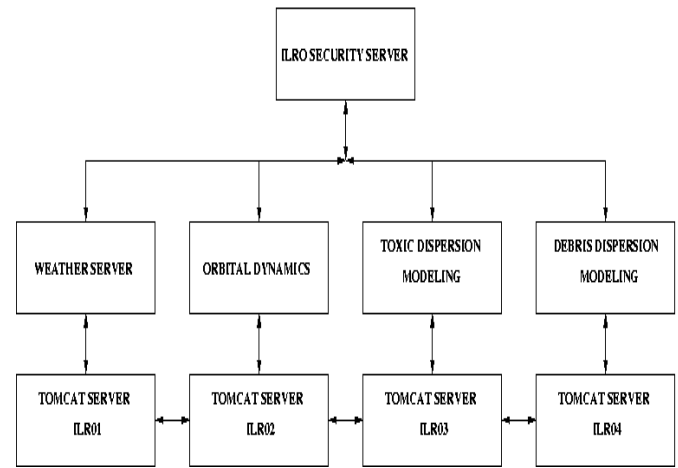 ILRO SECURITY SERVER
WEATHER SERVER
ORBITAL DYNAMICS
TOXIC DISPERSION
MODELING
DEBRIS DISPERSION
MODELING
TOMCAT SERVER
ILR01
TOMCAT SERVER
ILR02
TOMCAT SERVER
ILR03
TOMCAT SERVER
ILR04